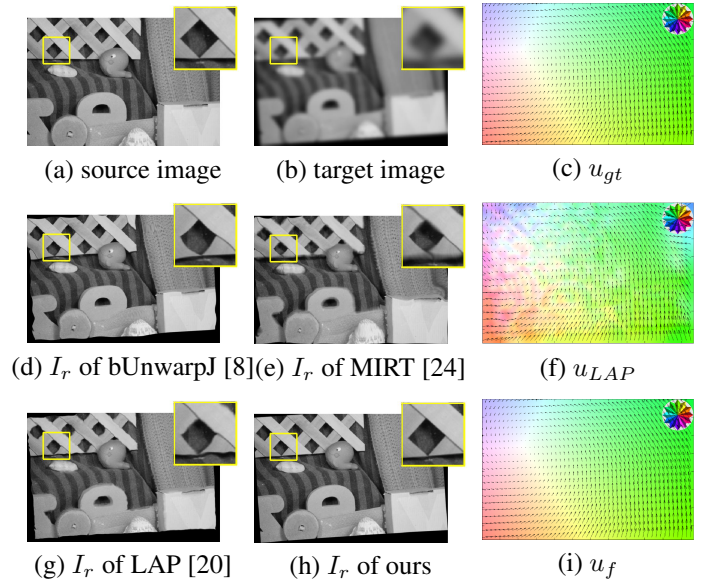 (a) source image (b) target image (c) u_gt
(d) I_r of bUnwarpJ [8] (e) I_r of MIRT [24] (f) u_LAP
(g) I_r of LAP [20] (h) I_r of ours (i) u_f